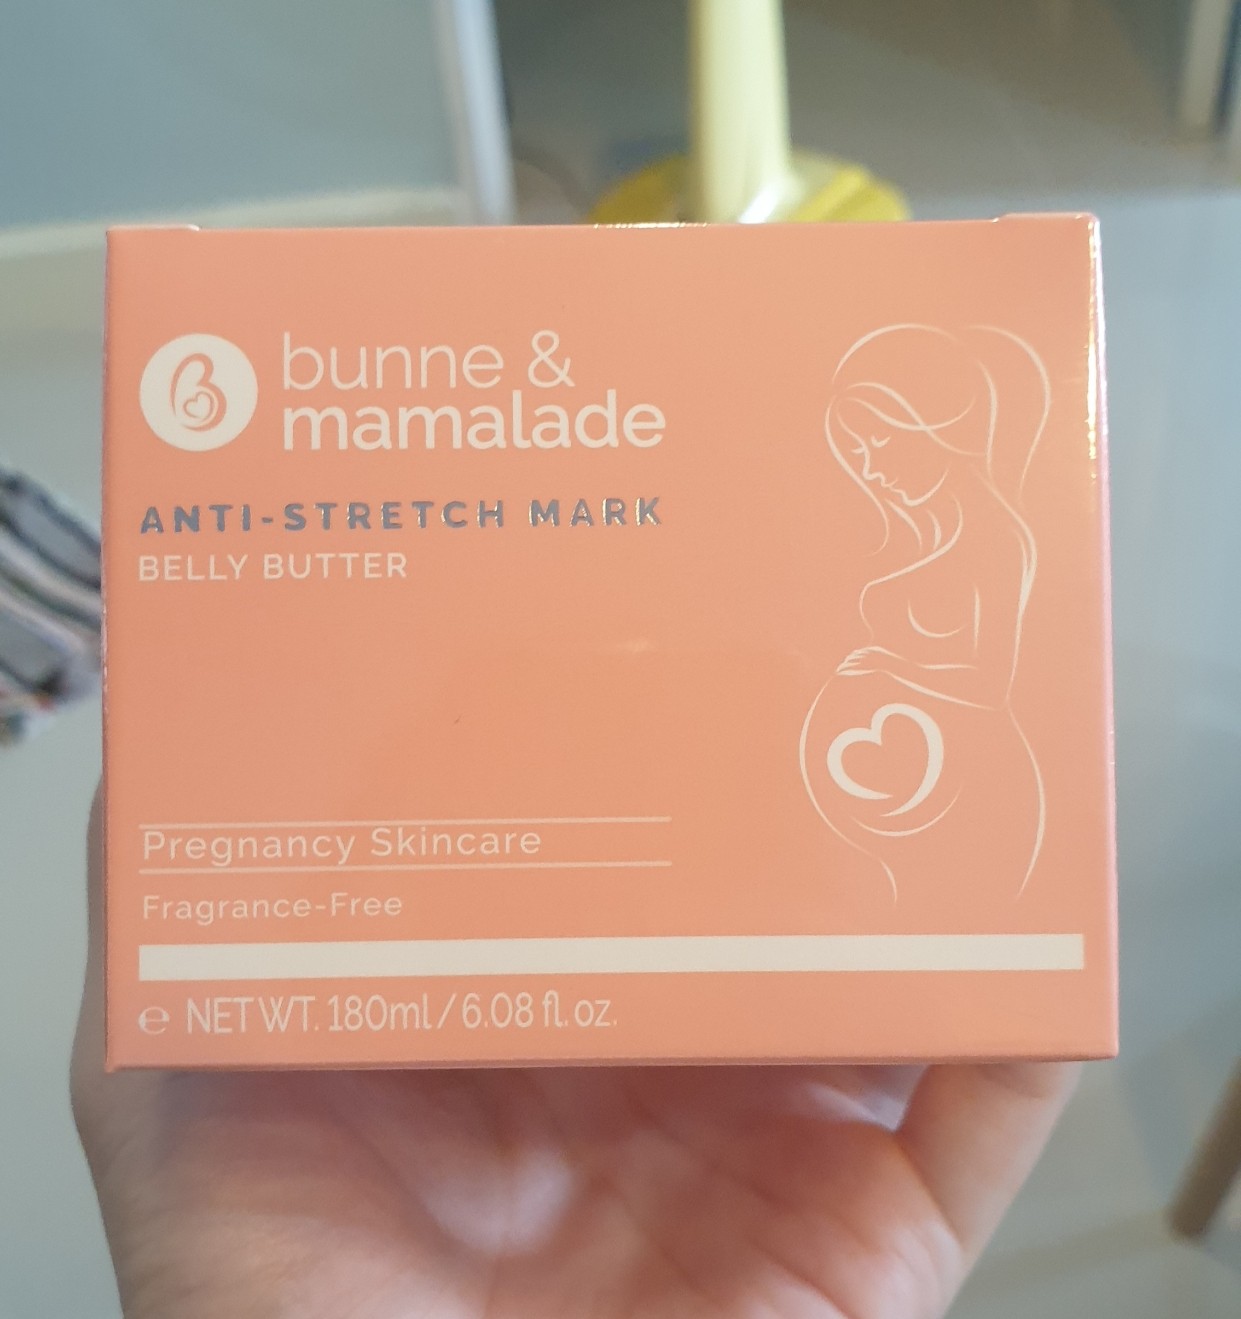 bunne &
mamalade
ANTI-STRETCH MARK
BELLY BUTTER
Pregnancy Skincare
Fragrance-Free
℮ NET WT. 180ml/6.08 fl. oz.